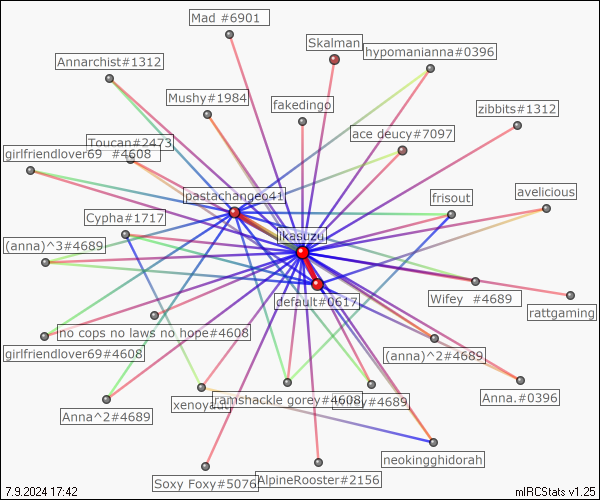 Mad #6901
Skalman
hypomanianna#0396
Annarchist#1312
Mushy#1984
fakedingo
zibbits#1312
ace deucy#7097
Toucan#2473
girlfriendlover69 #4608
pastachangeo41
frisout
avelicious
Cypha#1717
ikasuzu
(anna)^3#4689
default#0617
Wifey #4689
rattgaming
no cops no laws no hope#4608
girlfriendlover69#4608
(anna)^2#4689
Anna.#0396
ramshackle gorey#4608
#4689
xenoyaut
Anna^2#4689
neokingghidorah
Soxy Foxy#5076
AlpineRooster#2156
7.9.2024 17:42
mIRCStats v1.25